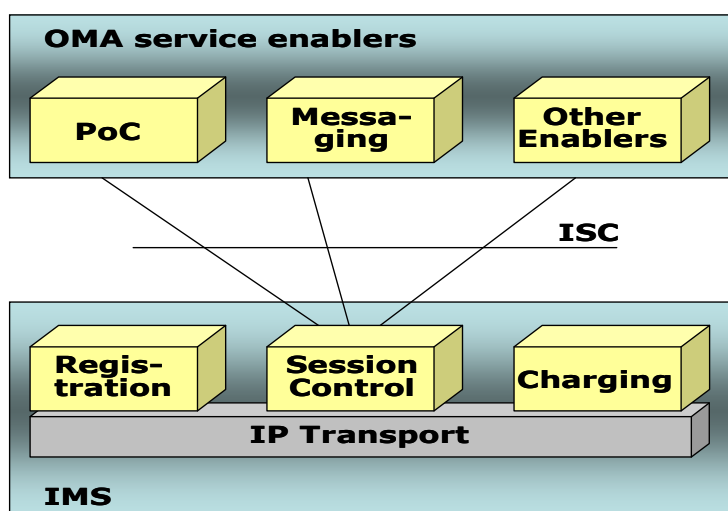 OMA service enablers
PoC
Messa-
ging
Other
Enablers
ISC
Regis-
tration
Session
Control
Charging
IP Transport
IMS